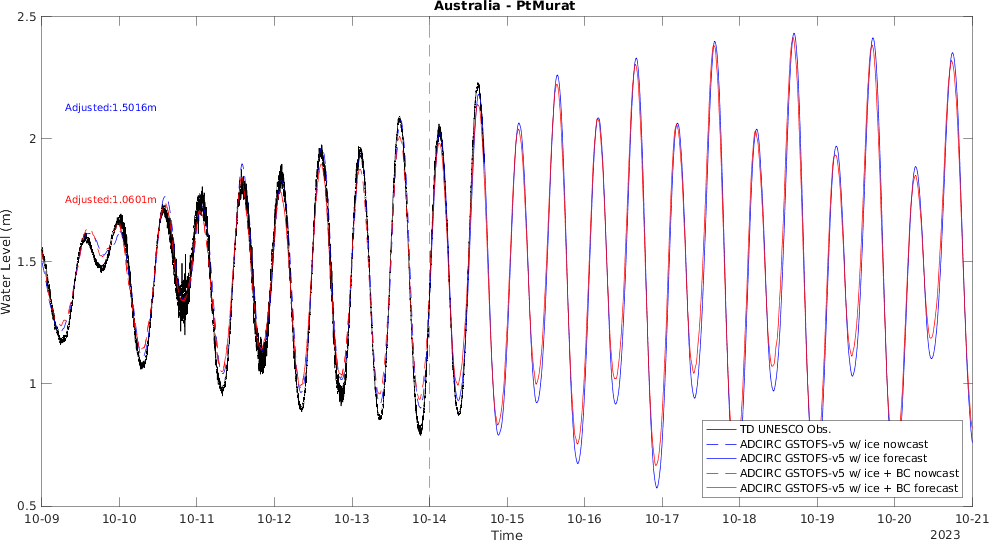 Australia - PtMurat
2.5
2
1.5
1
0.5
Water Level (m)
Adjusted:1.5016m
Adjusted:1.0601m
TD UNESCO Obs.
ADCIRC GSTOFS-v5 w/ ice nowcast
ADCIRC GSTOFS-v5 w/ ice forecast
ADCIRC GSTOFS-v5 w/ ice + BC nowcast
ADCIRC GSTOFS-v5 w/ ice + BC forecast
10-09 10-10 10-11 10-12 10-13 10-14 10-15 10-16 10-17 10-18 10-19 10-20 10-21
Time
2023